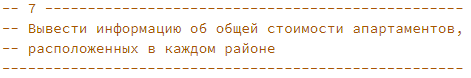 -- 7 --------------------------------------------------
-- Вывести информацию об общей стоимости апартаментов,
-- расположенных в каждом районе
-------------------------------------------------------